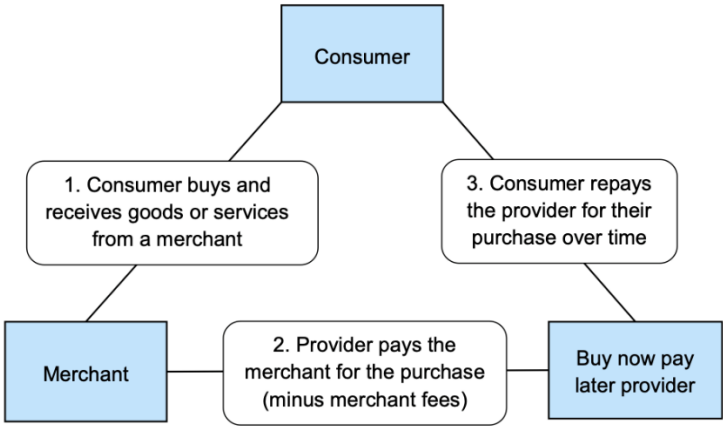 Consumer
1. Consumer buys and
receives goods or services
from a merchant
3. Consumer repays
the provider for their
purchase over time
Merchant
2. Provider pays the
merchant for the purchase
(minus merchant fees)
Buy now pay
later provider